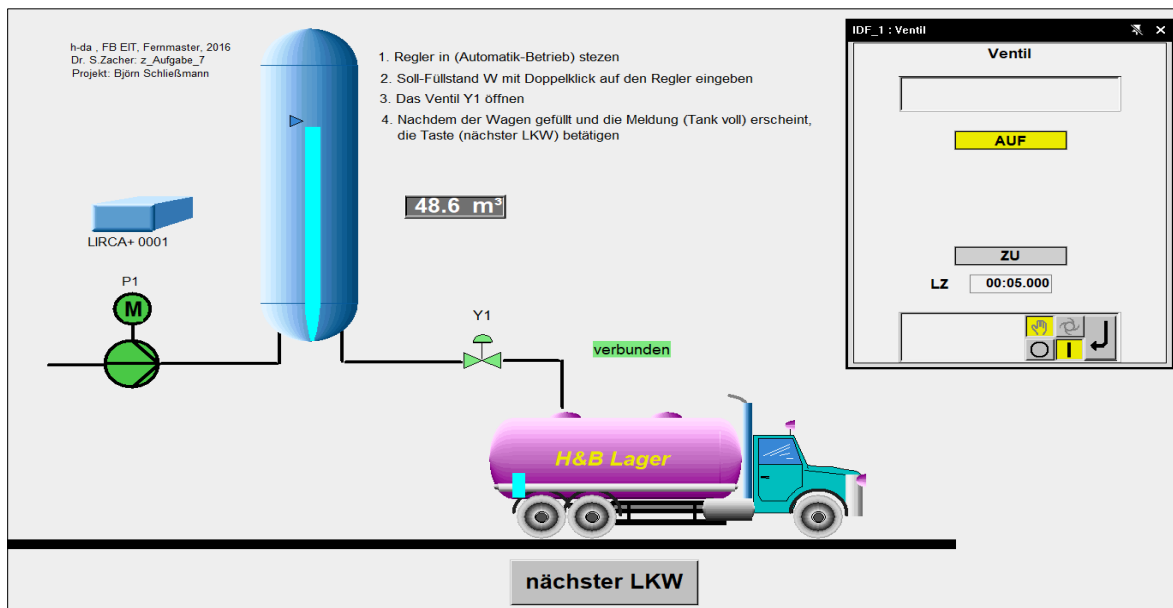 h-da , FB EIT, Fernmaster, 2016
Dr. S.Zacher: z_Aufgabe_7
Projekt: Björn Schließmann
1. Regler in (Automatik-Betrieb) stezen
2. Soll-Füllstand W mit Doppelklick auf den Regler eingeben
3. Das Ventil Y1 öffnen
4. Nachdem der Wagen gefüllt und die Meldung (Tank voll) erscheint,
die Taste (nächster LKW) betätigen
48.6 m³
LIRCA+ 0001
P1
M
Y1
verbunden
H&B Lager
nächster LKW
IDF_1 : Ventil
Ventil
AUF
ZU
LZ 00:05.000